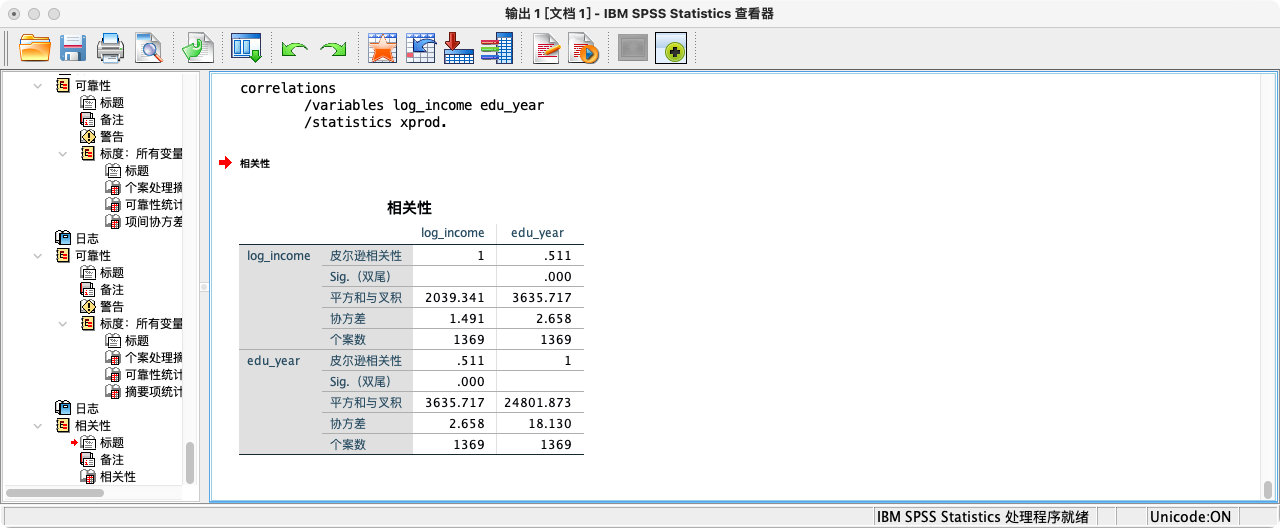 输出 1 [文档 1] - IBM SPSS Statistics 查看器
可靠性
标题
备注
警告
标度：所有变量
标题
个案处理摘
可靠性统计
项间协方差
日志
可靠性
标题
备注
警告
标度：所有变量
标题
个案处理摘
可靠性统计
摘要项统计
日志
相关性
标题
备注
相关性
correlations
/variables log_income edu_year
/statistics xprod.
相关性
相关性
log_income edu_year
log_income 皮尔逊相关性 1 .511
Sig.（双尾） .000
平方和与叉积 2039.341 3635.717
协方差 1.491 2.658
个案数 1369 1369
edu_year 皮尔逊相关性 .511 1
Sig.（双尾） .000
平方和与叉积 3635.717 24801.873
协方差 2.658 18.130
个案数 1369 1369
IBM SPSS Statistics 处理程序就绪 Unicode:ON